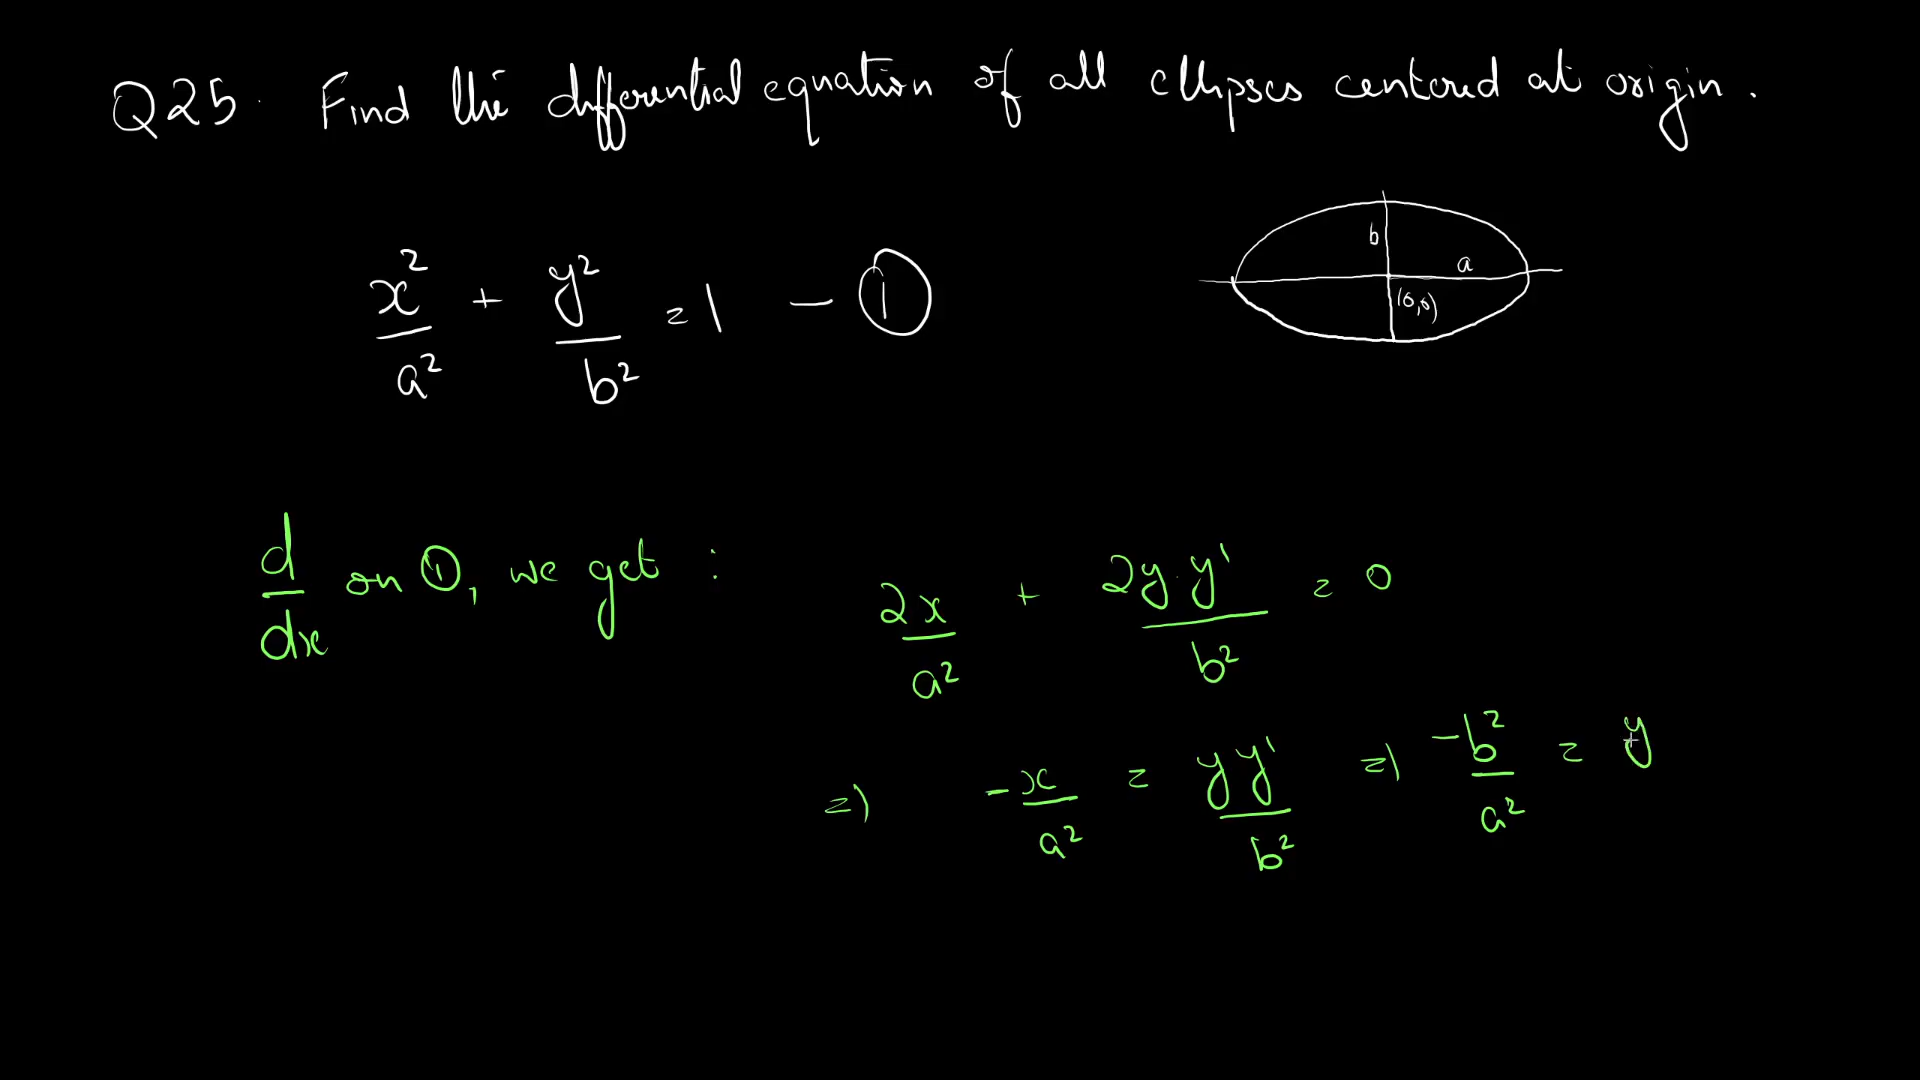 Q25. Find the differential equation of all ellipses centered at origin.
b
a
(0,0)
x²/a² + y²/b² = 1 — ①
d/dx on ①, we get : 2x/a² + 2y.y'/b² = 0
=) -x/a² = yy'/b² =) -b²/a² = y